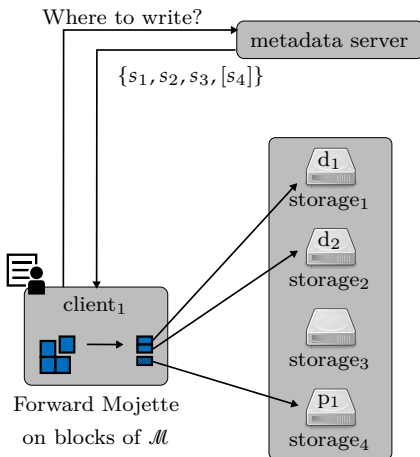 Where to write?
metadata server
{s₁, s₂, s₃, [s₄]}
d₁
storage₁
d₂
storage₂
client₁
storage₃
p₁
storage₄
Forward Mojette
on blocks of ℳ